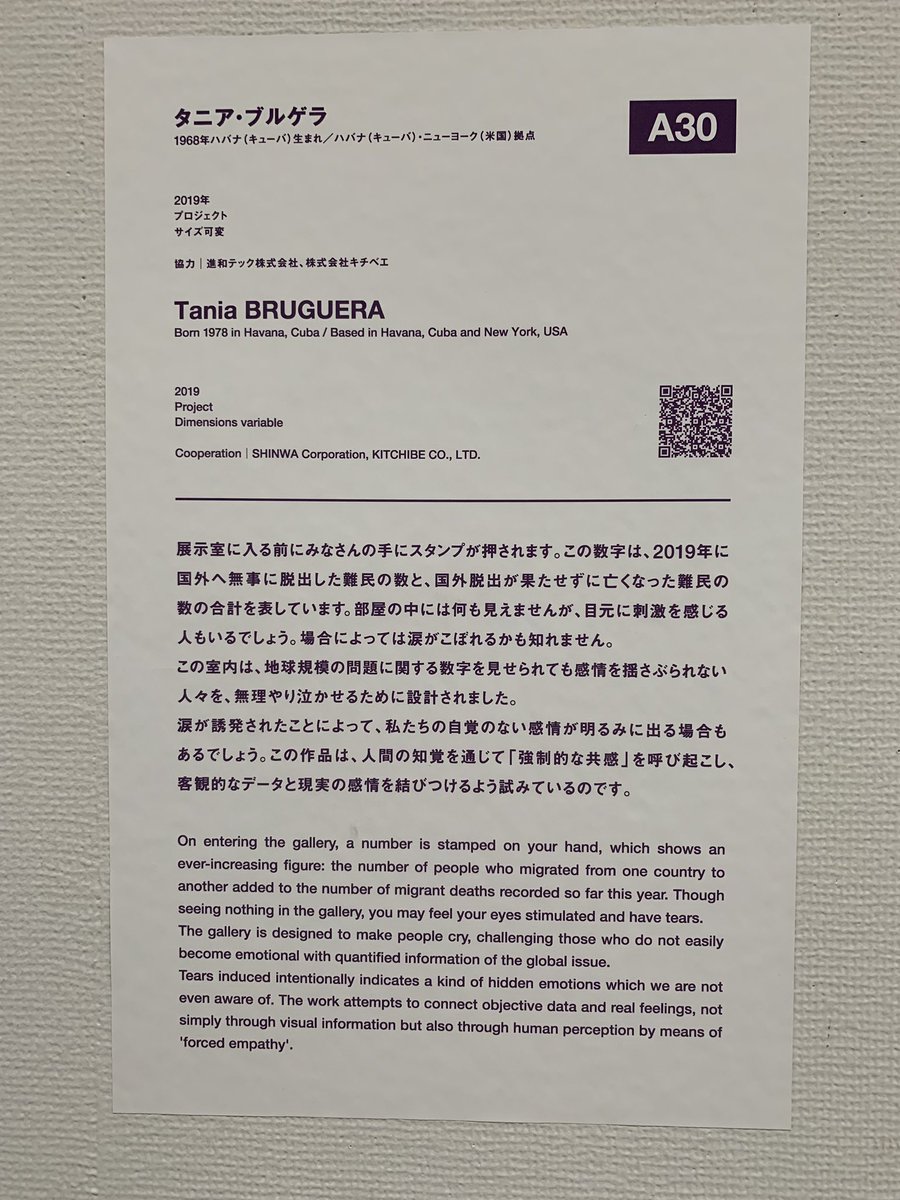 タニア・ブルゲラ
1968年ハバナ（キューバ）生まれ／ハバナ（キューバ）・ニューヨーク（米国）拠点
A30
2019年
プロジェクト
サイズ可変
協力｜進和テック株式会社、株式会社キチベエ
Tania BRUGUERA
Born 1978 in Havana, Cuba / Based in Havana, Cuba and New York, USA
2019
Project
Dimensions variable
Cooperation｜SHINWA Corporation, KITCHIBE CO., LTD.
展示室に入る前にみなさんの手にスタンプが押されます。この数字は、2019年に
国外へ無事に脱出した難民の数と、国外脱出が果たせずに亡くなった難民の
数の合計を表しています。部屋の中には何も見えませんが、目元に刺激を感じる
人もいるでしょう。場合によっては涙がこぼれるかも知れません。
この室内は、地球規模の問題に関する数字を見せられても感情を揺さぶられない
人々を、無理やり泣かせるために設計されました。
涙が誘発されたことによって、私たちの自覚のない感情が明るみに出る場合も
あるでしょう。この作品は、人間の知覚を通じて「強制的な共感」を呼び起こし、
客観的なデータと現実の感情を結びつけるよう試みているのです。
On entering the gallery, a number is stamped on your hand, which shows an
ever-increasing figure: the number of people who migrated from one country to
another added to the number of migrant deaths recorded so far this year. Though
seeing nothing in the gallery, you may feel your eyes stimulated and have tears.
The gallery is designed to make people cry, challenging those who do not easily
become emotional with quantified information of the global issue.
Tears induced intentionally indicates a kind of hidden emotions which we are not
even aware of. The work attempts to connect objective data and real feelings, not
simply through visual information but also through human perception by means of
'forced empathy'.